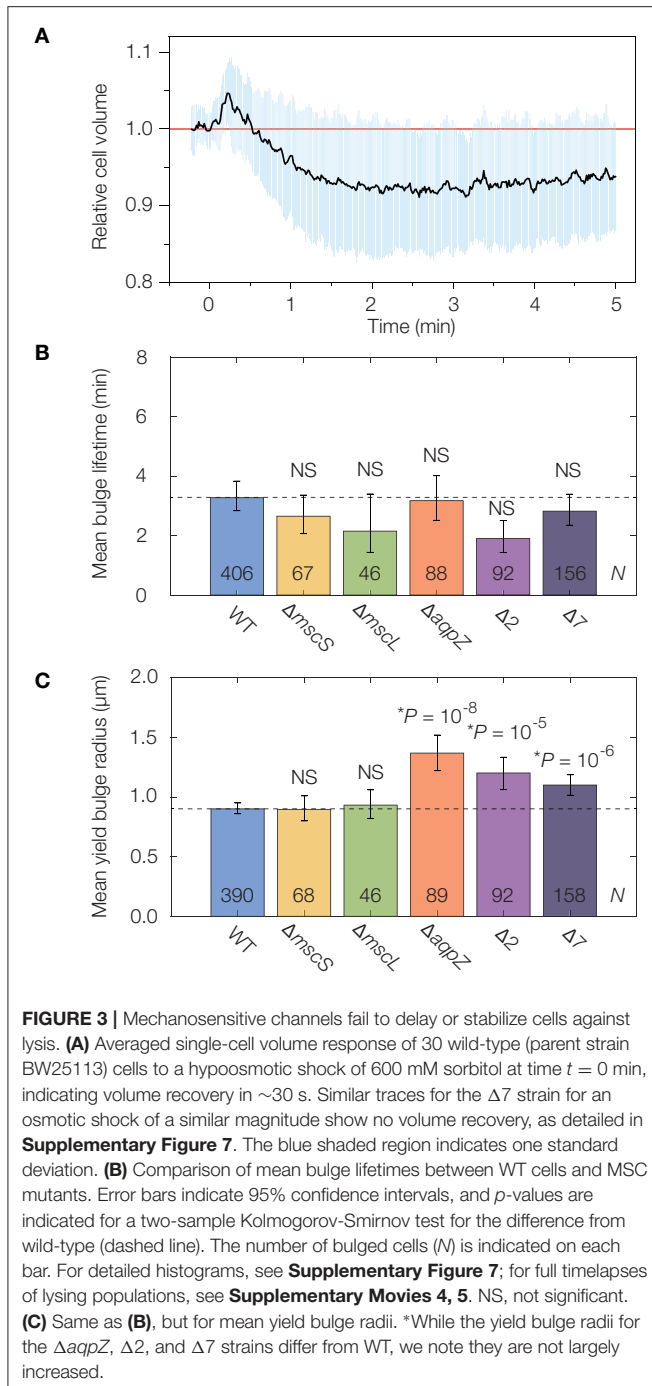 A
1.1
1.0
0.9
0.8
Relative cell volume
0 1 2 3 4 5
Time (min)
B
8
6
4
2
0
Mean bulge lifetime (min)
NS NS NS NS NS
406 67 46 88 92 156 N
WT ΔmscS ΔmscL ΔaqpZ Δ2 Δ7
C
2.0
1.5
1.0
0.5
0.0
Mean yield bulge radius (μm)
*P = 10-8
*P = 10-5
*P = 10-6
NS NS
390 68 46 89 92 158 N
WT ΔmscS ΔmscL ΔaqpZ Δ2 Δ7
FIGURE 3 | Mechanosensitive channels fail to delay or stabilize cells against
lysis. (A) Averaged single-cell volume response of 30 wild-type (parent strain
BW25113) cells to a hypoosmotic shock of 600 mM sorbitol at time t = 0 min,
indicating volume recovery in ~30 s. Similar traces for the Δ7 strain for an
osmotic shock of a similar magnitude show no volume recovery, as detailed in
Supplementary Figure 7. The blue shaded region indicates one standard
deviation. (B) Comparison of mean bulge lifetimes between WT cells and MSC
mutants. Error bars indicate 95% confidence intervals, and p-values are
indicated for a two-sample Kolmogorov-Smirnov test for the difference from
wild-type (dashed line). The number of bulged cells (N) is indicated on each
bar. For detailed histograms, see Supplementary Figure 7; for full timelapses
of lysing populations, see Supplementary Movies 4, 5. NS, not significant.
(C) Same as (B), but for mean yield bulge radii. *While the yield bulge radii for
the ΔaqpZ, Δ2, and Δ7 strains differ from WT, we note they are not largely
increased.